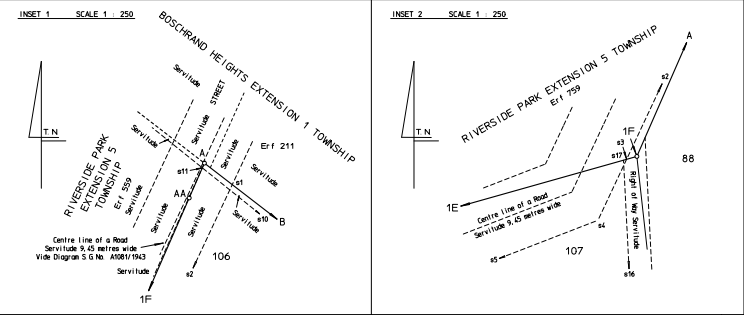 INSET 1 SCALE 1 : 250
BOSCHRAND HEIGHTS EXTENSION 1 TOWNSHIP
Servitude
STREET
Servitude
Servitude
T.N
Servitude
Erf 211
RIVERSIDE PARK
EXTENSION 5
TOWNSHIP
Erf 559
A
s11
s1
AA
Servitude
Servitude
Servitude
s10
Servitude
B
Centre line of a Road
Servitude 9,45 metres wide
Vide Diagram S G No. A1081/1943
106
Servitude
s2
1F
INSET 2 SCALE 1 : 250
RIVERSIDE PARK EXTENSION 5 TOWNSHIP
Erf 759
A
s2
T.N
1F
s3
s17
88
1E
Centre line of a Road
Servitude 9,45 metres wide
Right of Way Servitude
s4
107
s5
s16